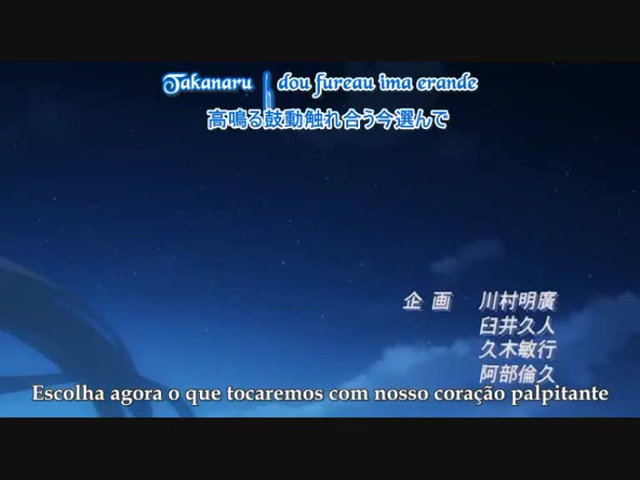 Takanaru kodou fureau ima erande
高鳴る鼓動触れ合う今選んで
企画 川村明廣
臼井久人
久木敏行
阿部倫久
Escolha agora o que tocaremos com nosso coração palpitante